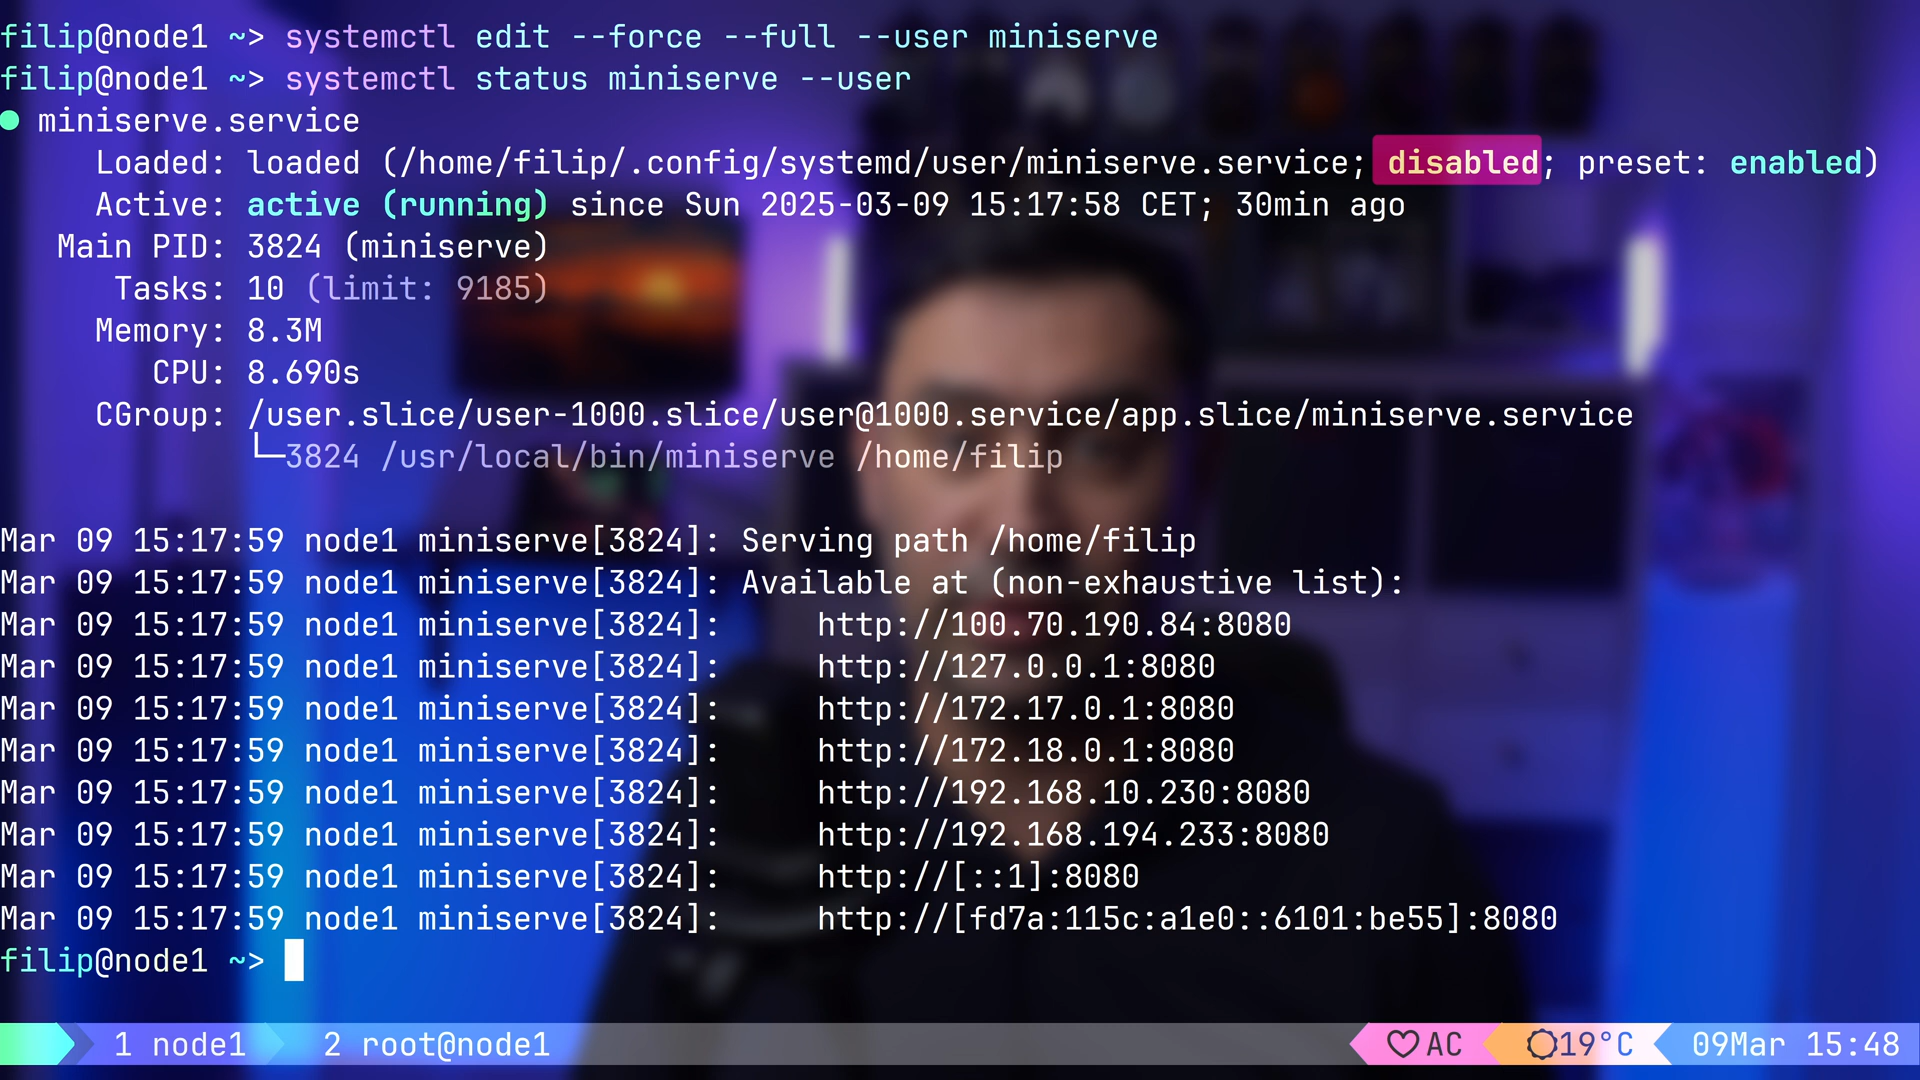 filip@node1 ~> systemctl edit --force --full --user miniserve
filip@node1 ~> systemctl status miniserve --user
● miniserve.service
Loaded: loaded (/home/filip/.config/systemd/user/miniserve.service; disabled; preset: enabled)
Active: active (running) since Sun 2025-03-09 15:17:58 CET; 30min ago
Main PID: 3824 (miniserve)
Tasks: 10 (limit: 9185)
Memory: 8.3M
CPU: 8.690s
CGroup: /user.slice/user-1000.slice/user@1000.service/app.slice/miniserve.service
└─3824 /usr/local/bin/miniserve /home/filip
Mar 09 15:17:59 node1 miniserve[3824]: Serving path /home/filip
Mar 09 15:17:59 node1 miniserve[3824]: Available at (non-exhaustive list):
Mar 09 15:17:59 node1 miniserve[3824]:     http://100.70.190.84:8080
Mar 09 15:17:59 node1 miniserve[3824]:     http://127.0.0.1:8080
Mar 09 15:17:59 node1 miniserve[3824]:     http://172.17.0.1:8080
Mar 09 15:17:59 node1 miniserve[3824]:     http://172.18.0.1:8080
Mar 09 15:17:59 node1 miniserve[3824]:     http://192.168.10.230:8080
Mar 09 15:17:59 node1 miniserve[3824]:     http://192.168.194.233:8080
Mar 09 15:17:59 node1 miniserve[3824]:     http://[::1]:8080
Mar 09 15:17:59 node1 miniserve[3824]:     http://[fd7a:115c:a1e0::6101:be55]:8080
filip@node1 ~>
1 node1 2 root@node1 AC 19°C 09Mar 15:48